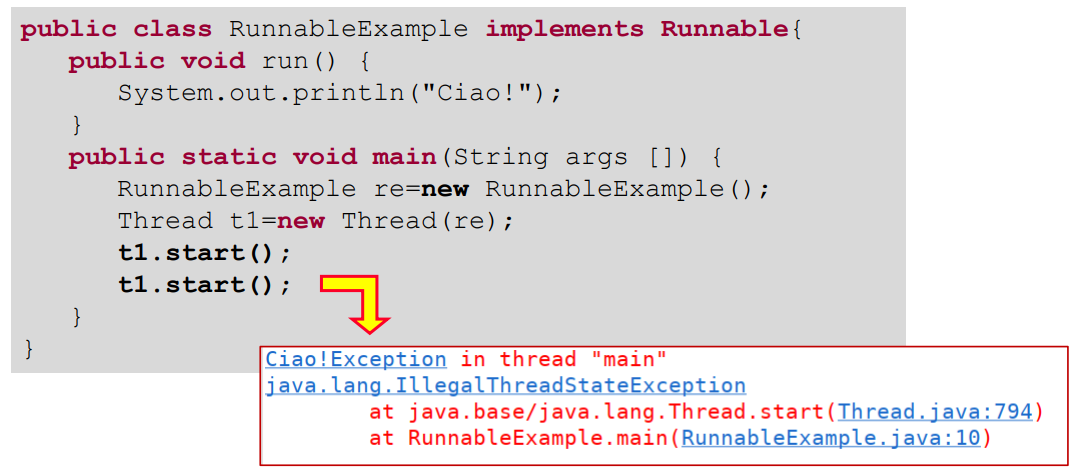 public class RunnableExample implements Runnable{
public void run() {
System.out.println("Ciao!");
}
public static void main(String args []) {
RunnableExample re=new RunnableExample();
Thread t1=new Thread(re);
t1.start();
t1.start();
}
}
Ciao!Exception in thread "main"
java.lang.IllegalThreadStateException
at java.base/java.lang.Thread.start(Thread.java:794)
at RunnableExample.main(RunnableExample.java:10)